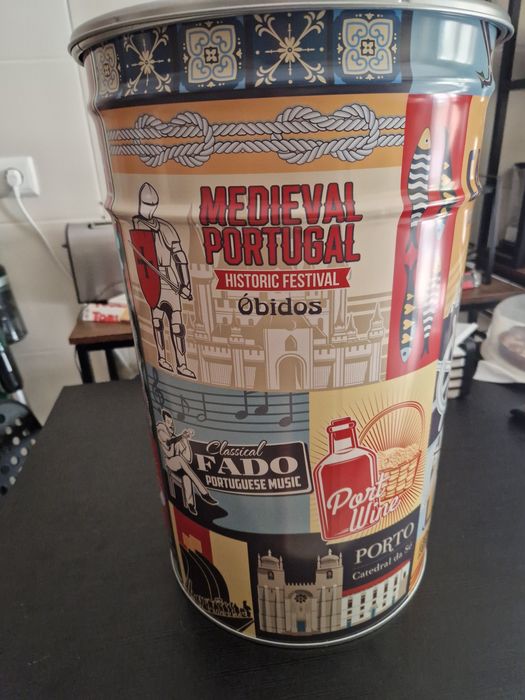 MEDIEVAL
PORTUGAL
HISTORIC FESTIVAL
Óbidos
Classical
FADO
PORTUGUESE MUSIC
Port
Wine
PORTO
Catedral da Sé